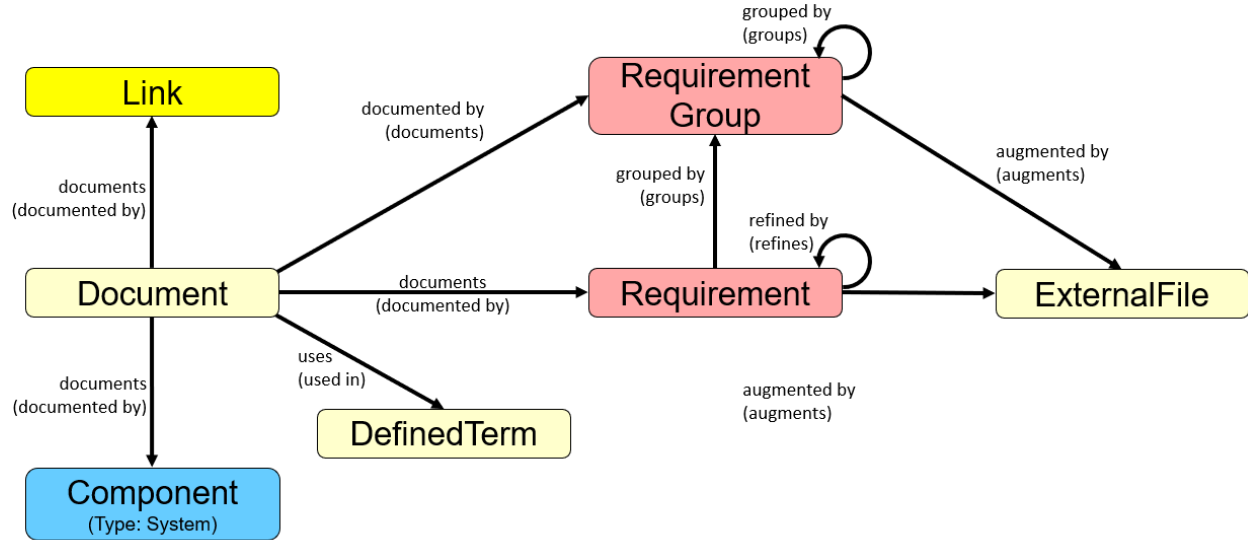 grouped by
(groups)
Requirement
Group
Link
documented by
(documents)
augmented by
(augments)
grouped by
(groups)
documents
(documented by)
refined by
(refines)
Document
documents
(documented by)
Requirement
ExternalFile
uses
(used in)
documents
(documented by)
augmented by
(augments)
DefinedTerm
Component
(Type: System)